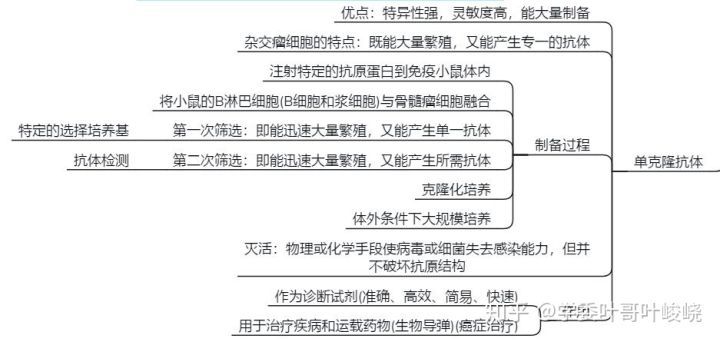 优点：特异性强，灵敏度高，能大量制备
杂交瘤细胞的特点：既能大量繁殖，又能产生专一的抗体
注射特定的抗原蛋白到免疫小鼠体内
将小鼠的B淋巴细胞(B细胞和浆细胞)与骨髓瘤细胞融合
特定的选择培养基
第一次筛选：即能迅速大量繁殖，又能产生单一抗体
抗体检测
第二次筛选：即能迅速大量繁殖，又能产生所需抗体
克隆化培养
体外条件下大规模培养
制备过程
单克隆抗体
灭活：物理或化学手段使病毒或细菌失去感染能力，但并
不破坏抗原结构
作为诊断试剂(准确、高效、简易、快速)
用于治疗疾病和运载药物(生物导弹)(癌症治疗)
知乎 @学委叶哥叶峻峣